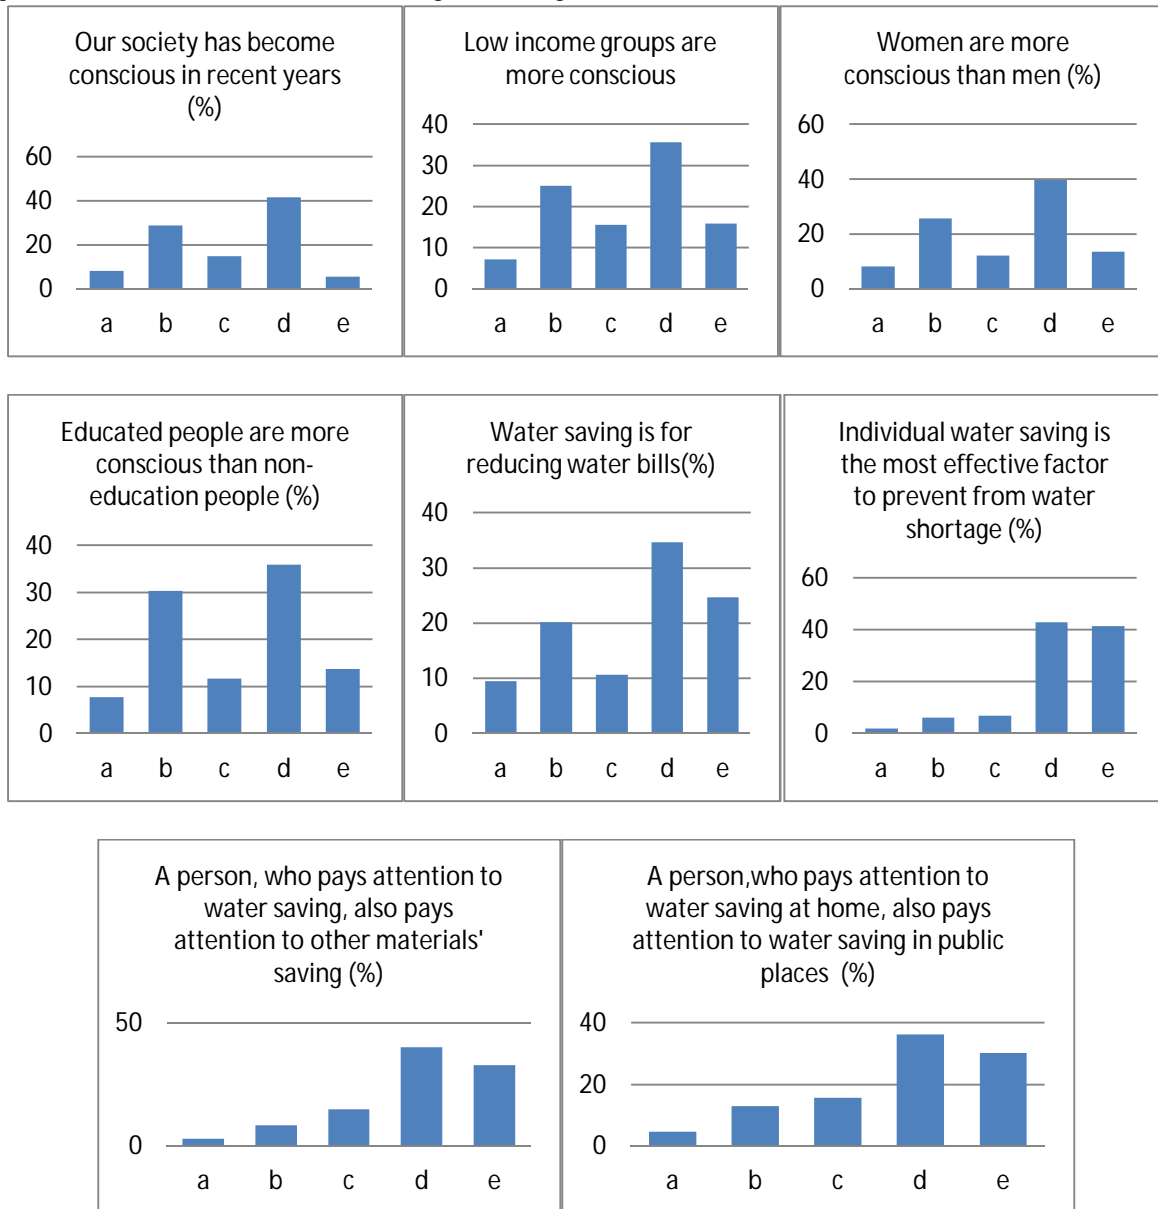 Our society has become
conscious in recent years
(%)
60
40
20
0
a b c d e
Low income groups are
more conscious
40
30
20
10
0
a b c d e
Women are more
conscious than men (%)
60
40
20
0
a b c d e
Educated people are more
conscious than non-
education people (%)
40
30
20
10
0
a b c d e
Water saving is for
reducing water bills(%)
40
30
20
10
0
a b c d e
Individual water saving is
the most effective factor
to prevent from water
shortage (%)
60
40
20
0
a b c d e
A person, who pays attention to
water saving, also pays
attention to other materials'
saving (%)
50
0
a b c d e
A person,who pays attention to
water saving at home, also pays
attention to water saving in public
places (%)
40
20
0
a b c d e